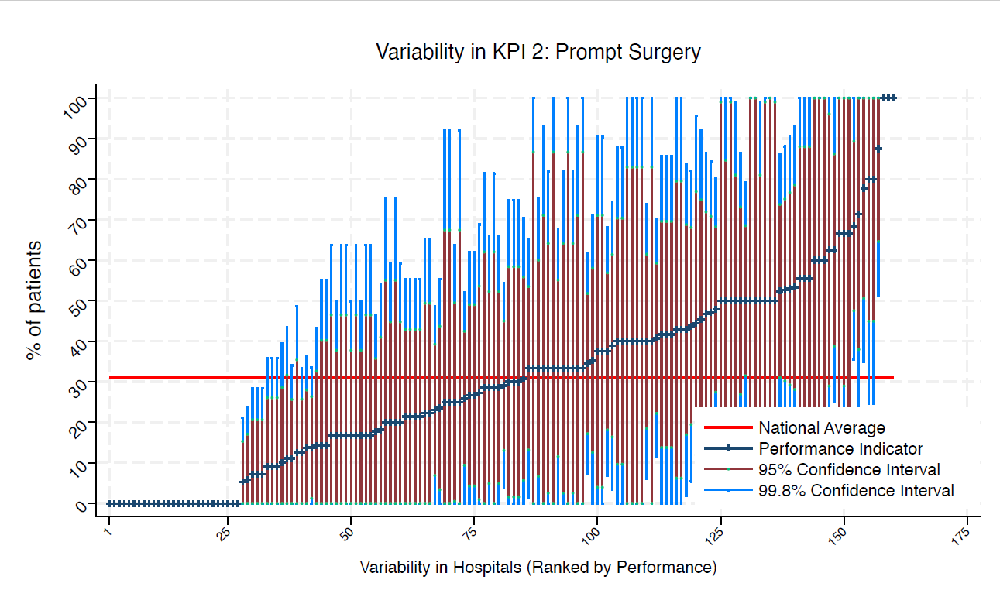 Variability in KPI 2: Prompt Surgery
% of patients
100
90
80
70
60
50
40
30
20
10
0
1
25
50
75
100
125
150
175
National Average
Performance Indicator
95% Confidence Interval
99.8% Confidence Interval
Variability in Hospitals (Ranked by Performance)